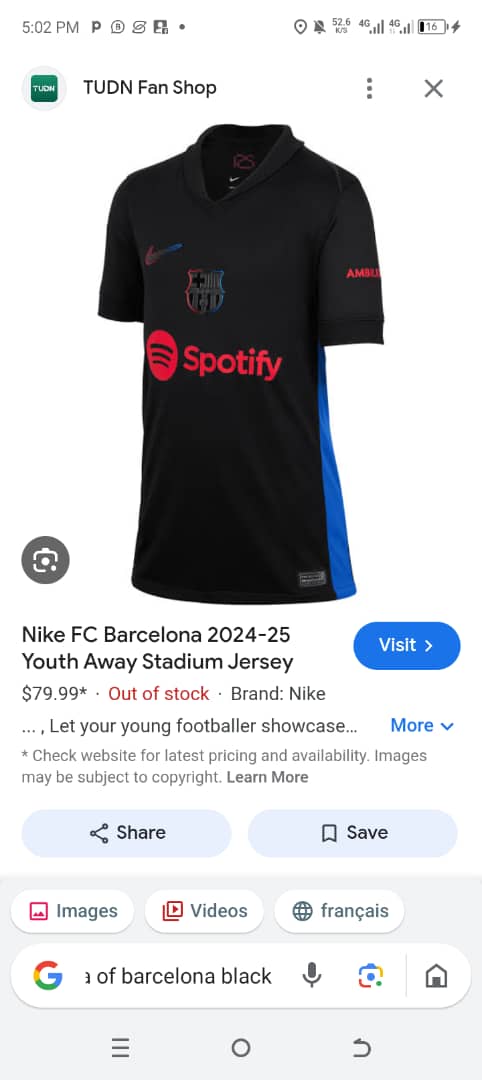 5:02 PM
52.6 K/S 4G 4G 16
TUDN TUDN Fan Shop
AMBILI
Spotify
Nike FC Barcelona 2024-25
Youth Away Stadium Jersey
Visit
$79.99* · Out of stock · Brand: Nike
... , Let your young footballer showcase... More
* Check website for latest pricing and availability. Images
may be subject to copyright. Learn More
Share
Save
Images
Videos
français
a of barcelona black